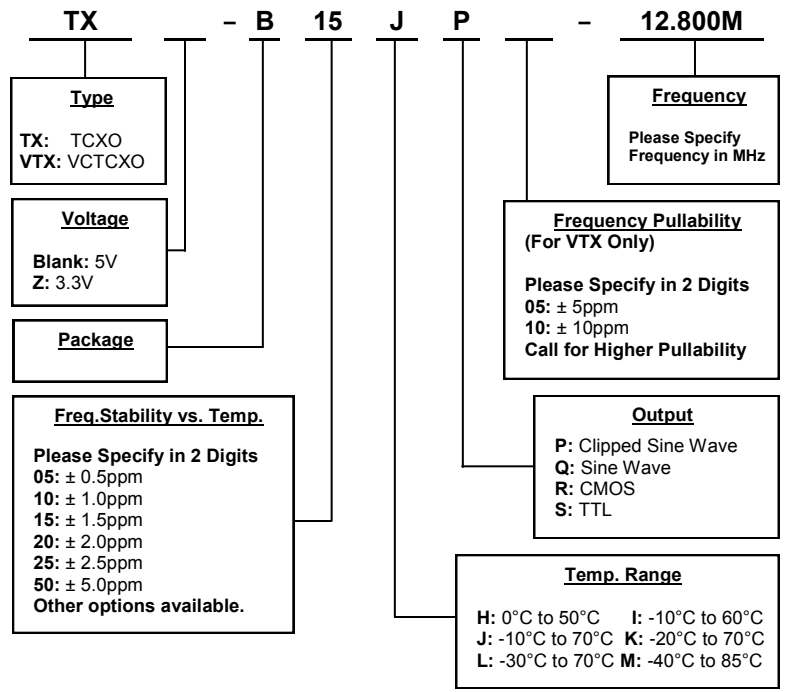 TX – B 15 J P – 12.800M
Type
TX: TCXO
VTX: VCTCXO
Voltage
Blank: 5V
Z: 3.3V
Package
Freq.Stability vs. Temp.
Please Specify in 2 Digits
05: ± 0.5ppm
10: ± 1.0ppm
15: ± 1.5ppm
20: ± 2.0ppm
25: ± 2.5ppm
50: ± 5.0ppm
Other options available.
Frequency
Please Specify
Frequency in MHz
Frequency Pullability
(For VTX Only)
Please Specify in 2 Digits
05: ± 5ppm
10: ± 10ppm
Call for Higher Pullability
Output
P: Clipped Sine Wave
Q: Sine Wave
R: CMOS
S: TTL
Temp. Range
H: 0°C to 50°C I: -10°C to 60°C
J: -10°C to 70°C K: -20°C to 70°C
L: -30°C to 70°C M: -40°C to 85°C